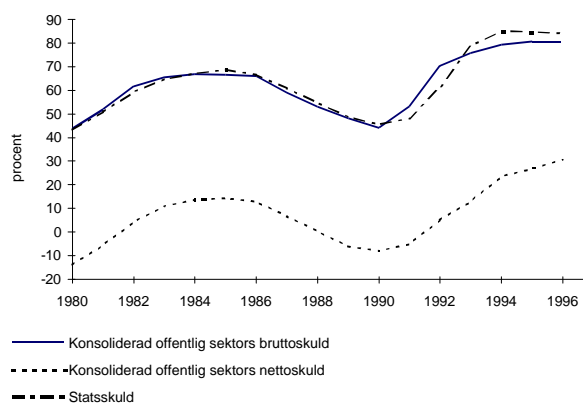 90
80
70
60
50
40
30
20
10
0
-10
-20
procent
1980 1982 1984 1986 1988 1990 1992 1994 1996
Konsoliderad offentlig sektors bruttoskuld
Konsoliderad offentlig sektors nettoskuld
Statsskuld